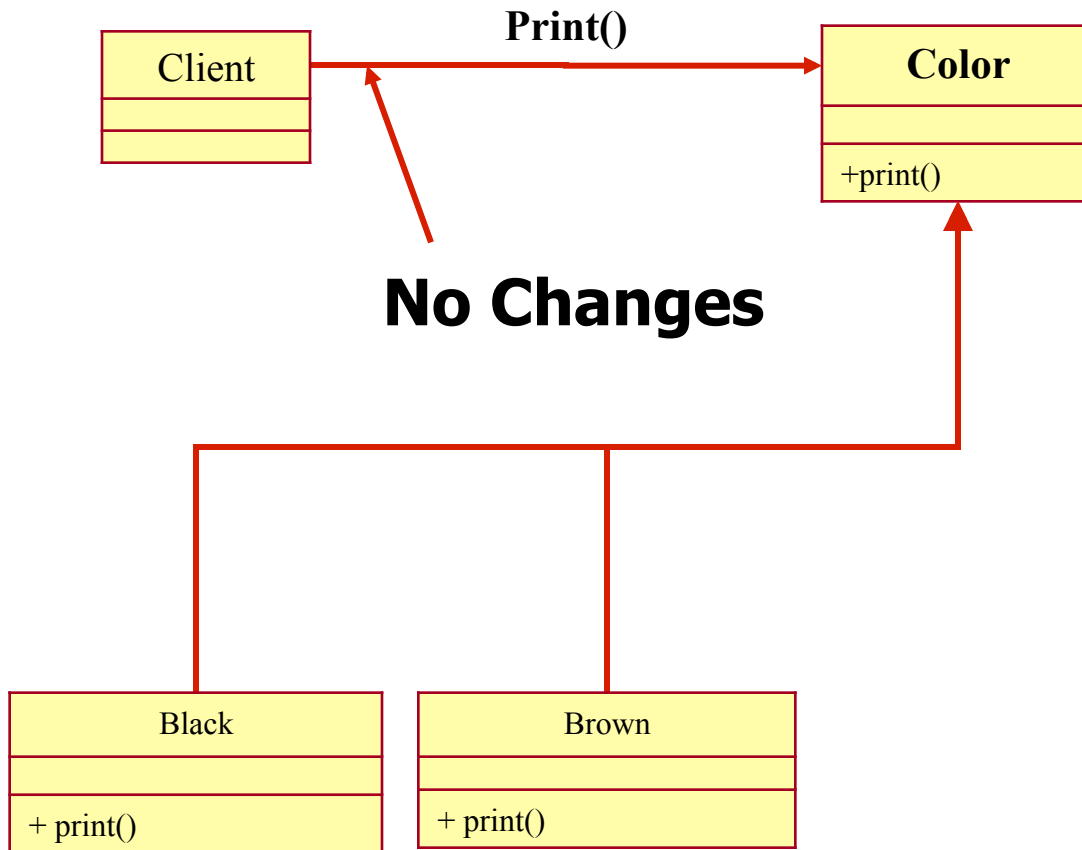 Print()
Client
Color
+print()
No Changes
Black
Brown
+ print()
+ print()